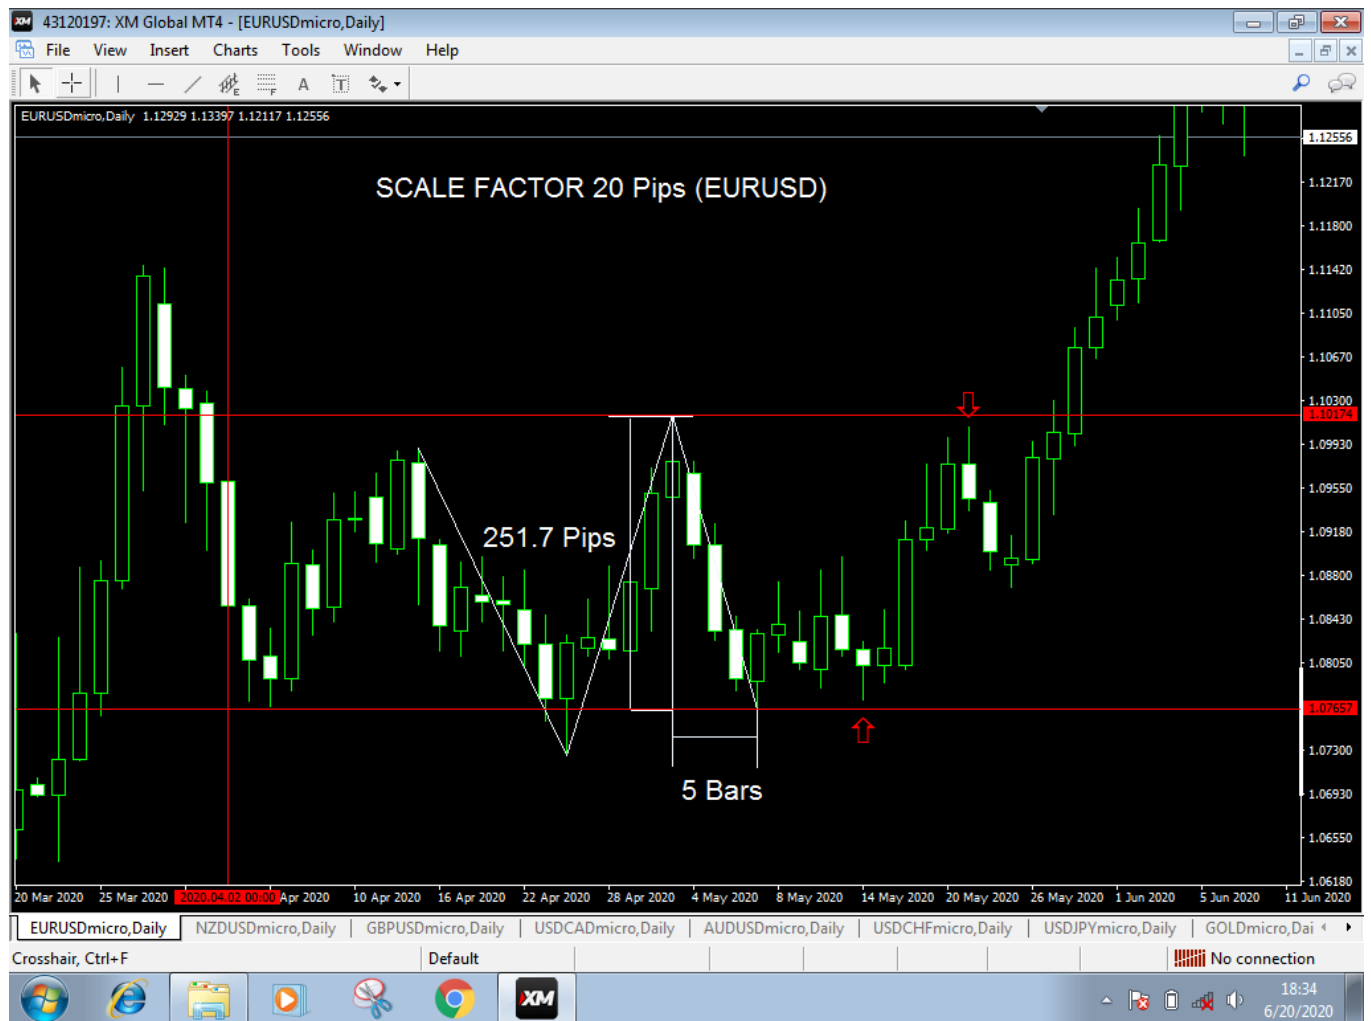 43120197: XM Global MT4 - [EURUSDmicro,Daily]
File View Insert Charts Tools Window Help
E F A T
EURUSDmicro,Daily 1.12929 1.13397 1.12117 1.12556
SCALE FACTOR 20 Pips (EURUSD)
251.7 Pips
5 Bars
1.12556
1.12170
1.11800
1.11420
1.11050
1.10670
1.10300
1.10174
1.09930
1.09550
1.09180
1.08800
1.08430
1.08050
1.07657
1.07300
1.06930
1.06550
1.06180
20 Mar 2020 25 Mar 2020 2020.04.02 00:00 Apr 2020 10 Apr 2020 16 Apr 2020 22 Apr 2020 28 Apr 2020 4 May 2020 8 May 2020 14 May 2020 20 May 2020 26 May 2020 1 Jun 2020 5 Jun 2020 11 Jun 2020
EURUSDmicro,Daily NZDUSDmicro,Daily GBPUSDmicro,Daily USDCADmicro,Daily AUDUSDmicro,Daily USDCHFmicro,Daily USDJPYmicro,Daily GOLDmicro,Dai
Crosshair, Ctrl+F Default No connection
XM
18:34
6/20/2020